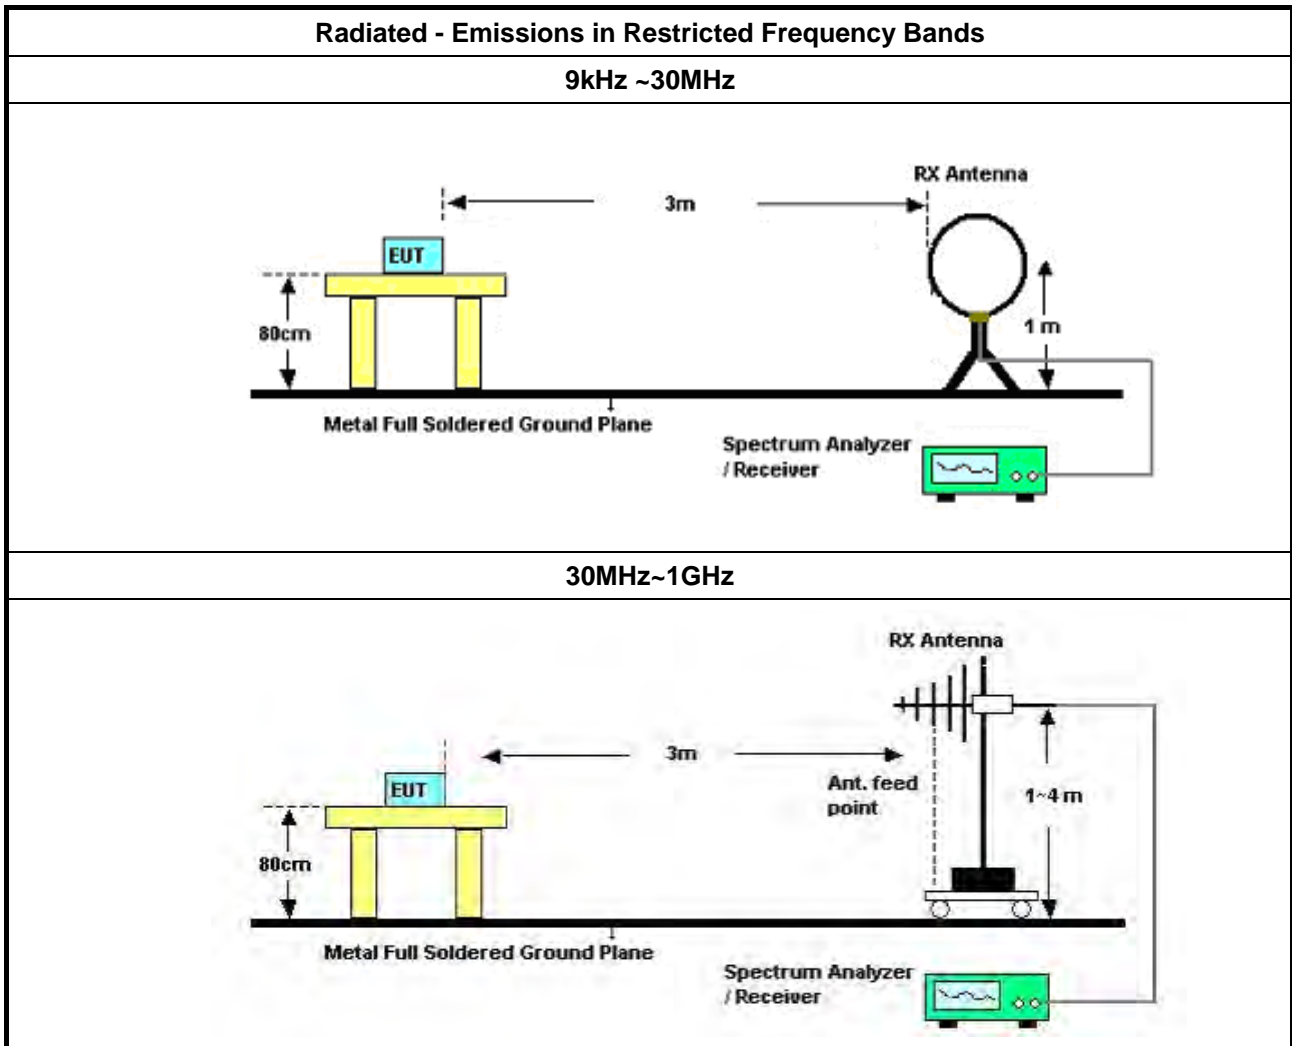 Radiated - Emissions in Restricted Frequency Bands
9kHz ~30MHz
RX Antenna
3m
EUT
80cm
1 m
Metal Full Soldered Ground Plane
Spectrum Analyzer
/ Receiver
30MHz~1GHz
RX Antenna
3m
Ant. feed
point
EUT
1~4 m
80cm
Metal Full Soldered Ground Plane
Spectrum Analyzer
/ Receiver